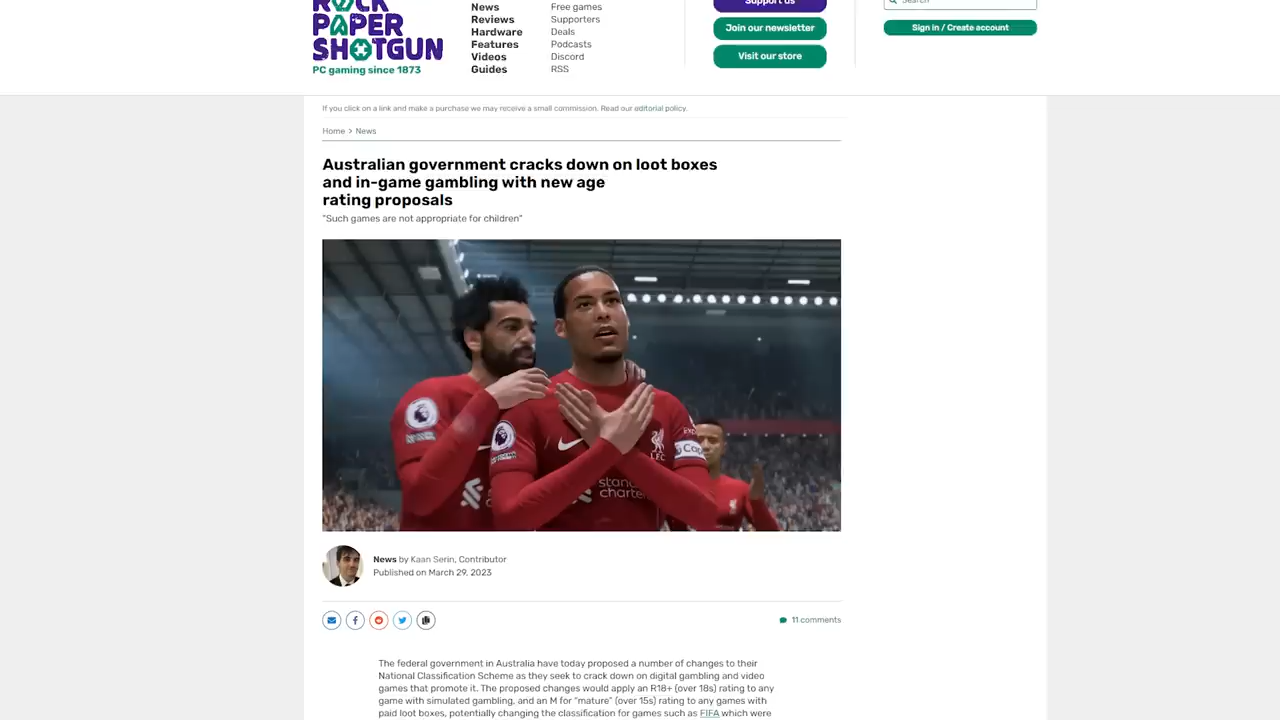 ROCK
PAPER
SHOTGUN
PC gaming since 1873
News
Reviews
Hardware
Features
Videos
Guides
Free games
Supporters
Deals
Podcasts
Discord
RSS
Support us
Join our newsletter
Visit our store
Search
Sign in / Create account
If you click on a link and make a purchase we may receive a small commission. Read our editorial policy.
Home > News
Australian government cracks down on loot boxes
and in-game gambling with new age
rating proposals
"Such games are not appropriate for children"
LFC
stand
charte
News by Kaan Serin, Contributor
Published on March 29, 2023
11 comments
The federal government in Australia have today proposed a number of changes to their
National Classification Scheme as they seek to crack down on digital gambling and video
games that promote it. The proposed changes would apply an R18+ (over 18s) rating to any
game with simulated gambling, and an M for "mature" (over 15s) rating to any games with
paid loot boxes, potentially changing the classification for games such as FIFA which were